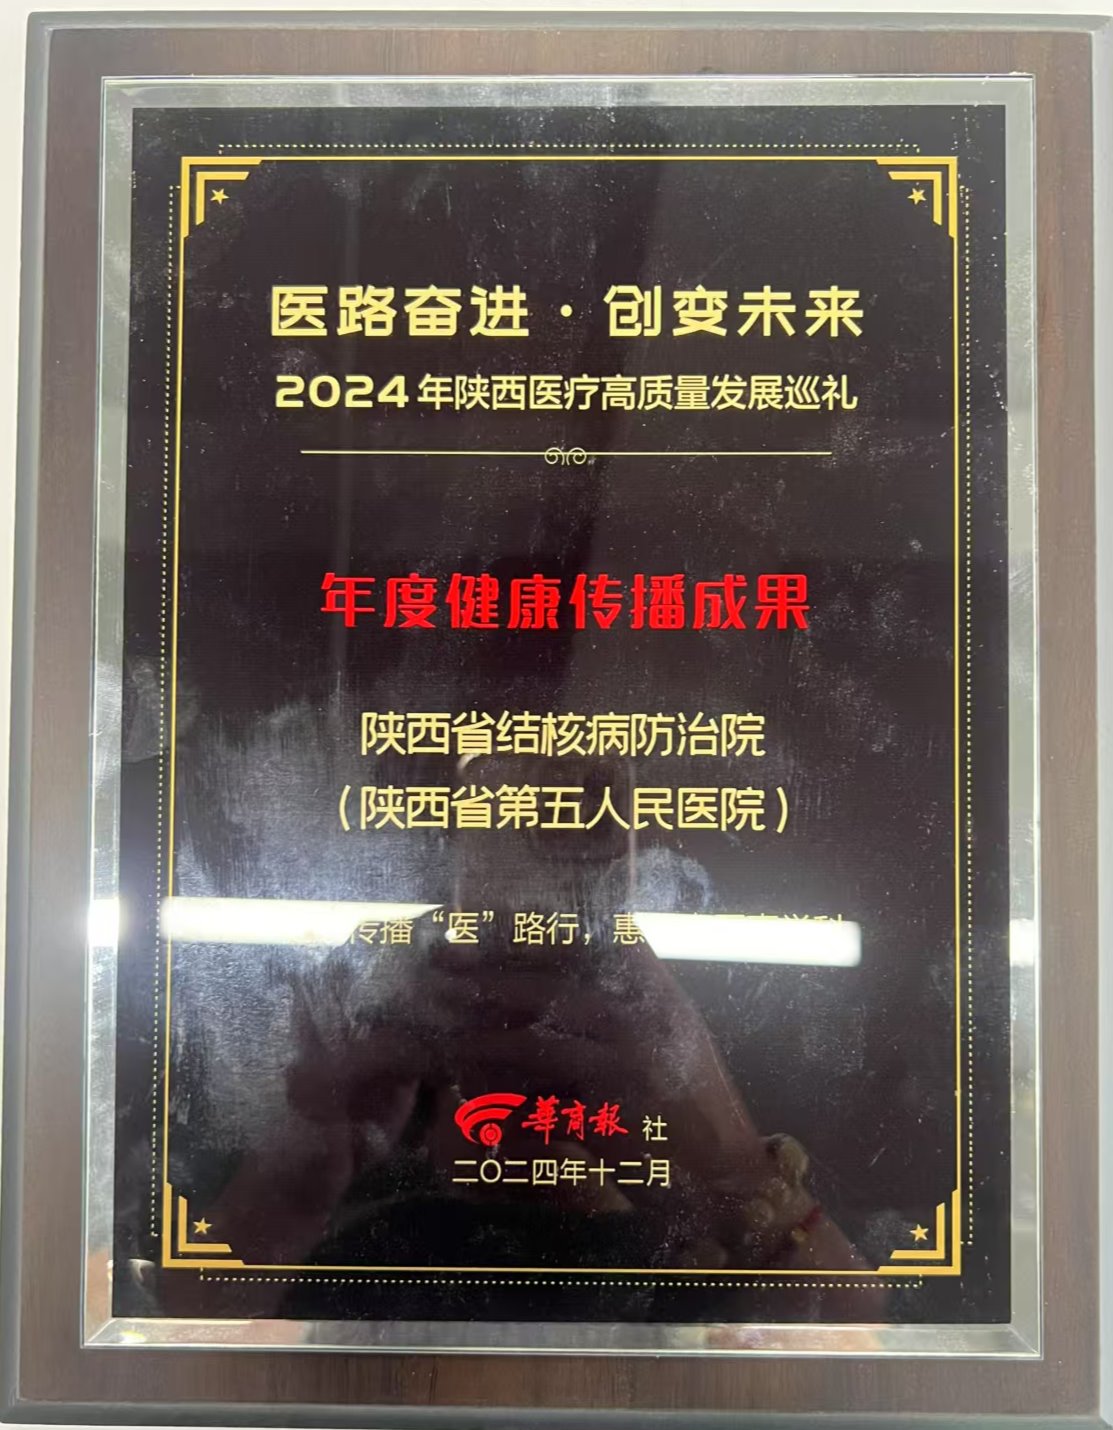 医路奋进·创变未来
2024年陕西医疗高质量发展巡礼
年度健康传播成果
陕西省结核病防治院
（陕西省第五人民医院）
传播“医”路行，惠
華商報 社
二〇二四年十二月